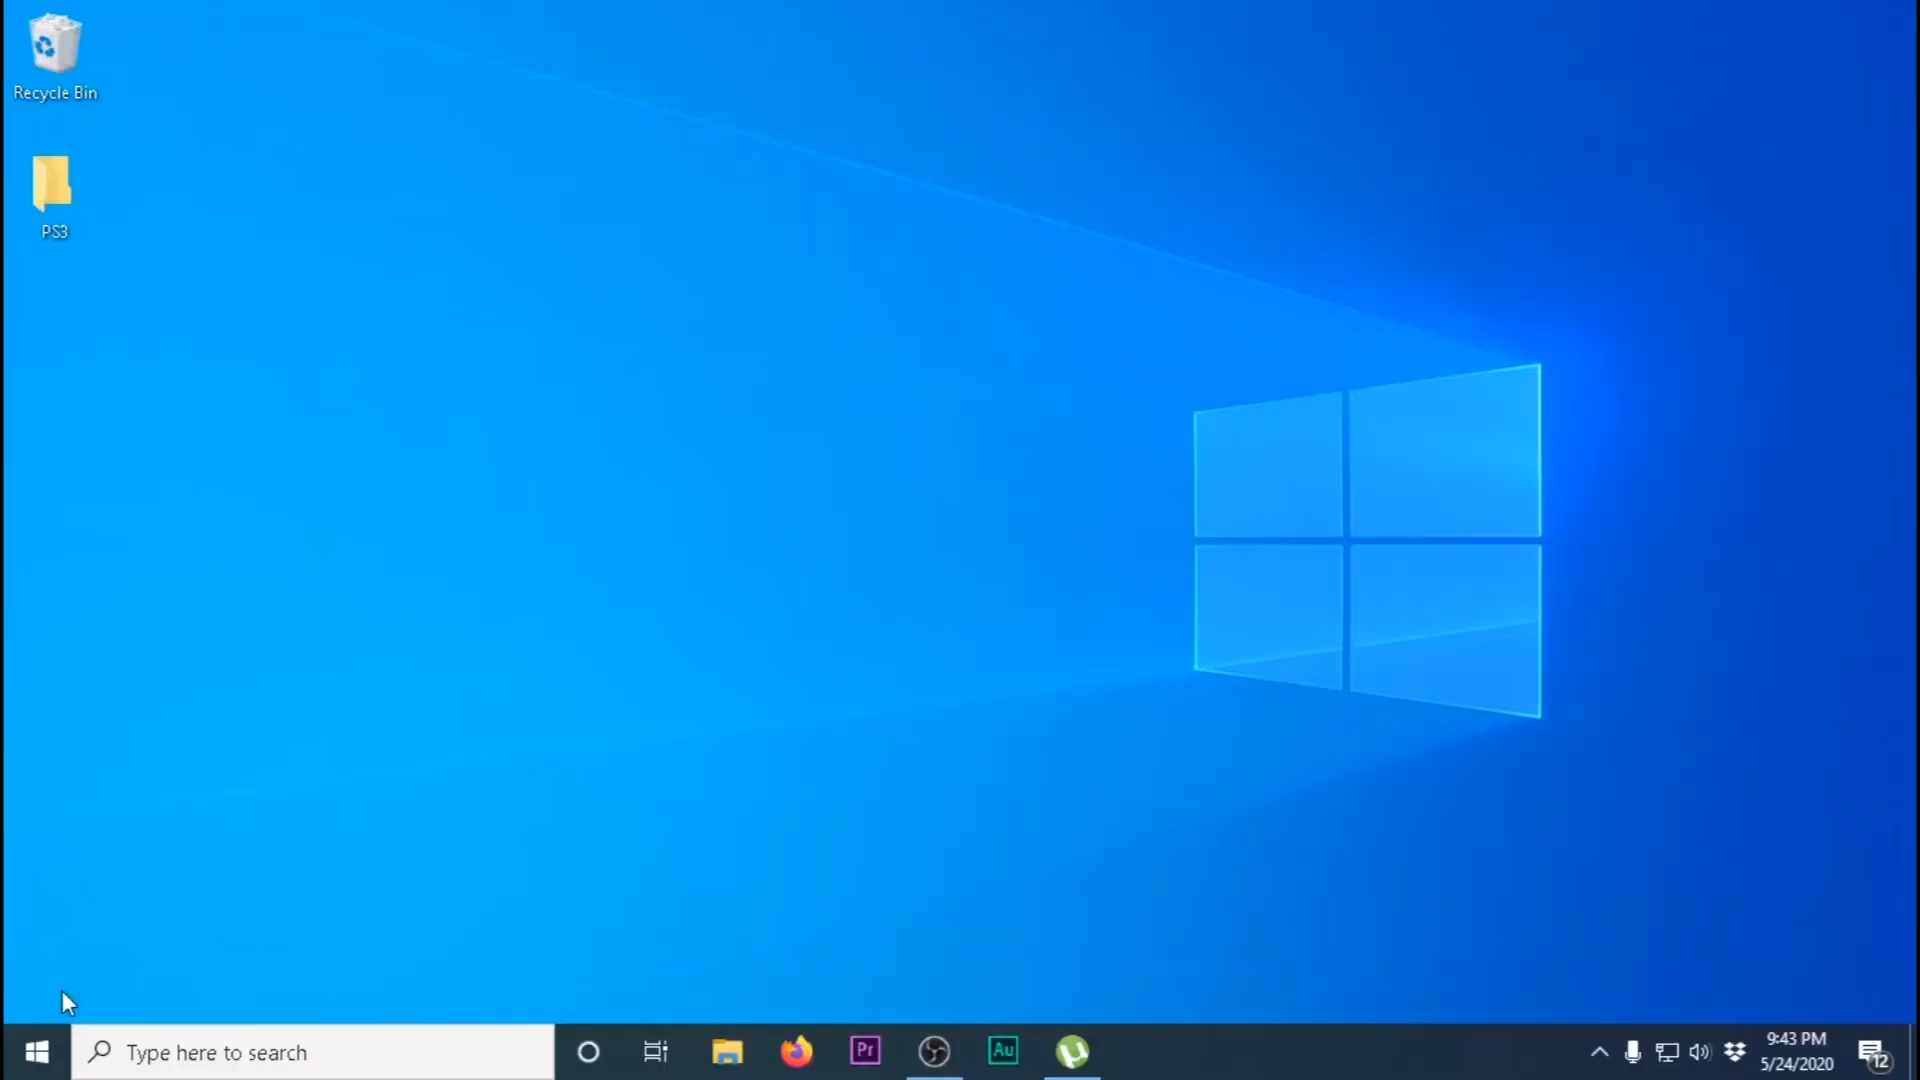 Recycle Bin
PS3
Type here to search
Pr
Au
9:43 PM
5/24/2020
12